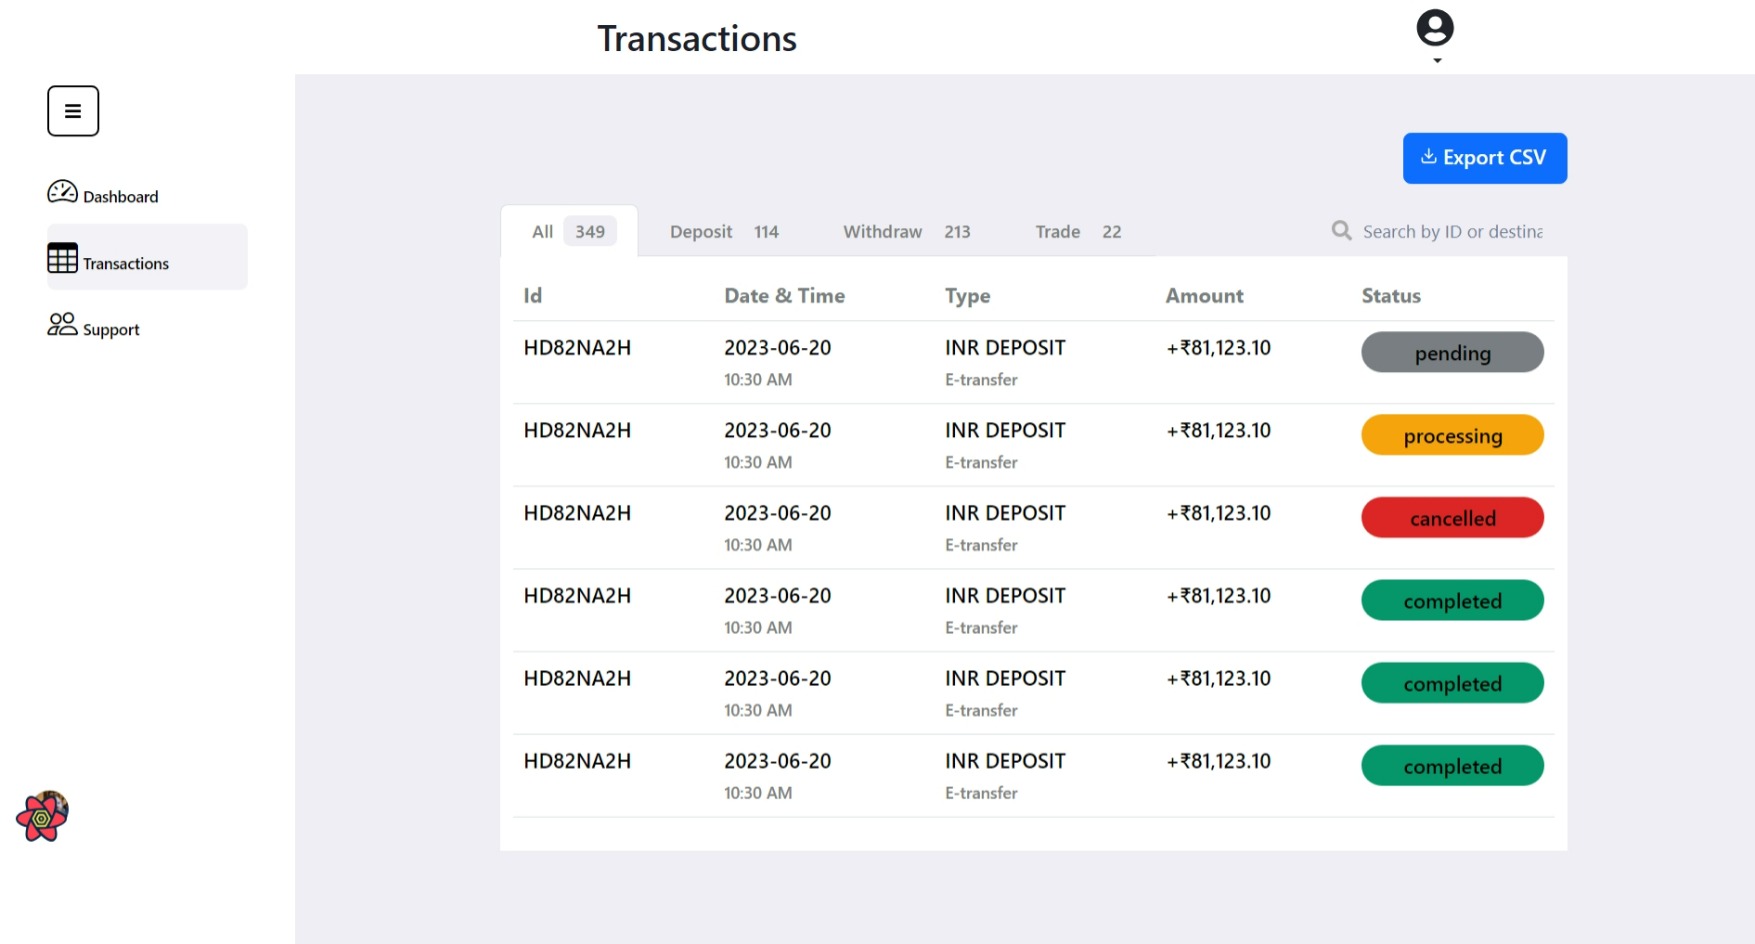 Transactions
Export CSV
Dashboard
Transactions
Support
All 349 Deposit 114 Withdraw 213 Trade 22 Search by ID or destina
Id Date & Time Type Amount Status
HD82NA2H 2023-06-20 INR DEPOSIT +₹81,123.10 pending
10:30 AM E-transfer
HD82NA2H 2023-06-20 INR DEPOSIT +₹81,123.10 processing
10:30 AM E-transfer
HD82NA2H 2023-06-20 INR DEPOSIT +₹81,123.10 cancelled
10:30 AM E-transfer
HD82NA2H 2023-06-20 INR DEPOSIT +₹81,123.10 completed
10:30 AM E-transfer
HD82NA2H 2023-06-20 INR DEPOSIT +₹81,123.10 completed
10:30 AM E-transfer
HD82NA2H 2023-06-20 INR DEPOSIT +₹81,123.10 completed
10:30 AM E-transfer